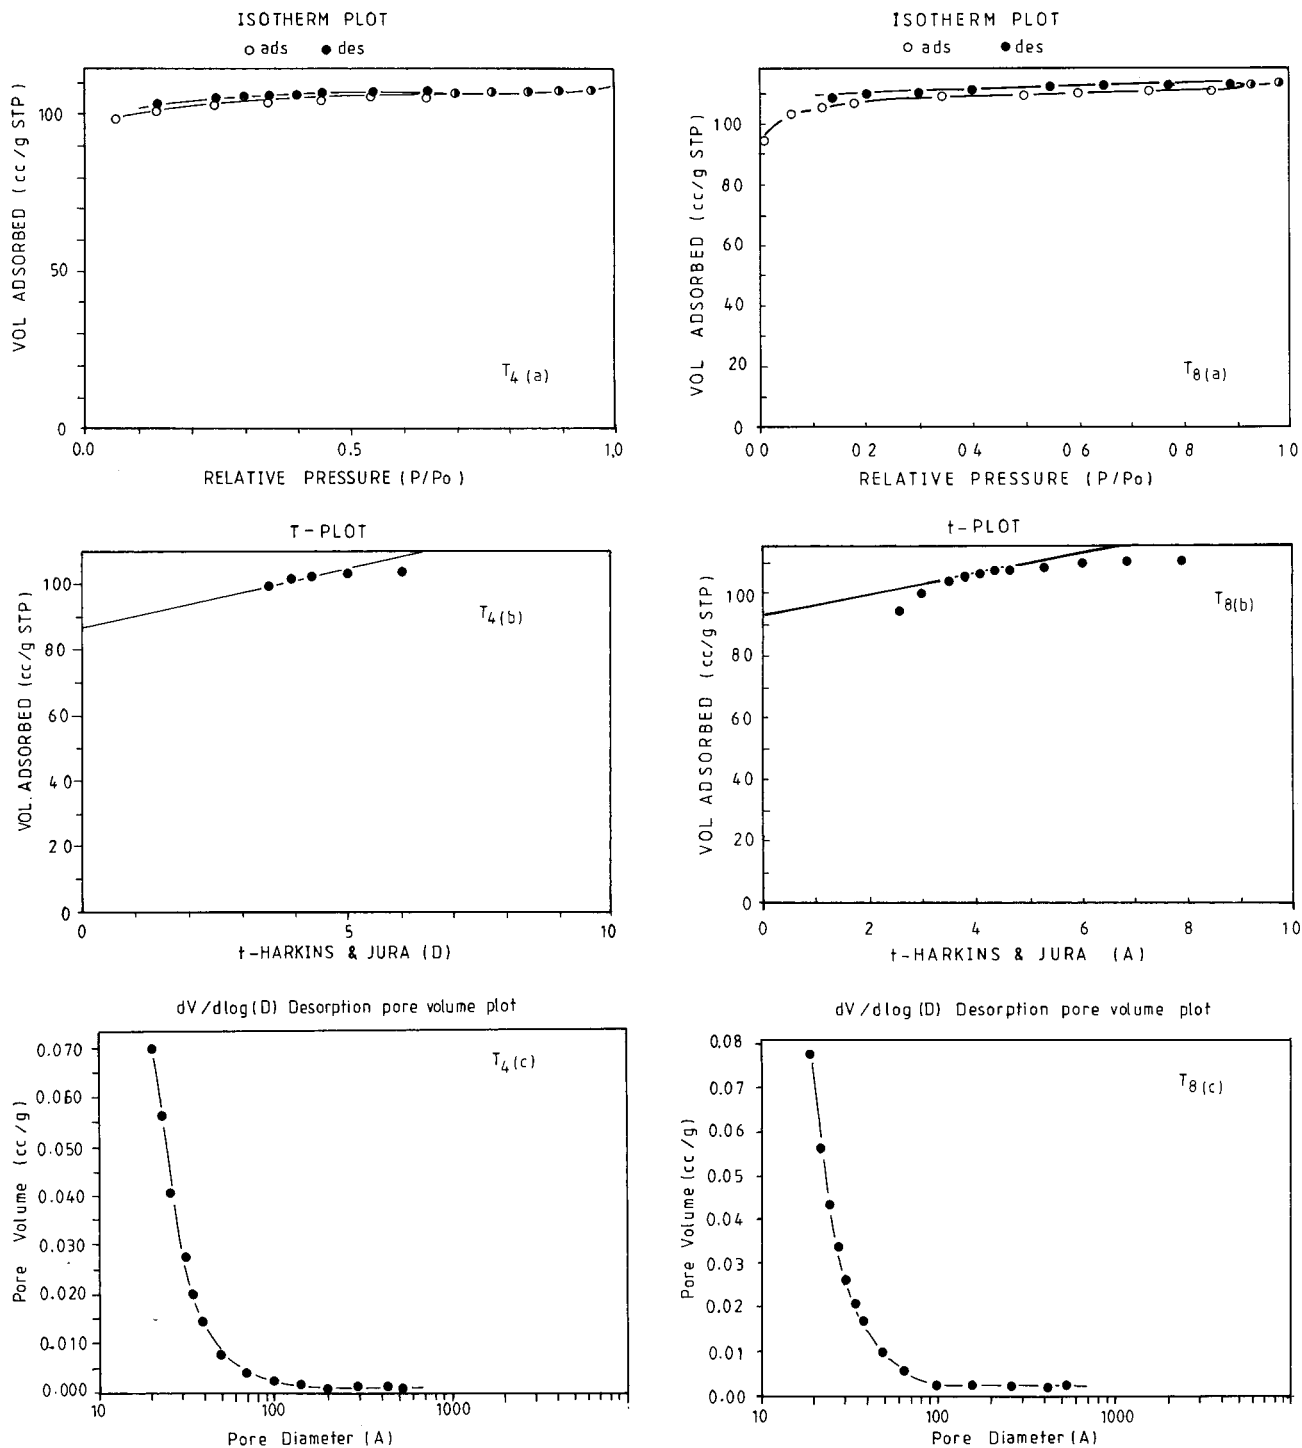 ISOTHERM PLOT
○ ads ● des
VOL ADSORBED (cc/g STP)
100
50
0
T4(a)
0.0
0.5
1.0
RELATIVE PRESSURE (P/Po)
ISOTHERM PLOT
○ ads ● des
VOL ADSORBED (cc/g STP)
100
80
60
40
20
0
T8(a)
0 0
0 2
0 4
0 6
0 8
1 0
RELATIVE PRESSURE (P/Po)
T-PLOT
VOL. ADSORBED (cc/g STP)
100
80
60
40
20
0
T4(b)
0
5
10
t-HARKINS & JURA (D)
t-PLOT
VOL ADSORBED (cc/g STP)
100
80
60
40
20
0
T8(b)
0
2
4
6
8
10
t-HARKINS & JURA (A)
dV/dlog(D) Desorption pore volume plot
Pore Volume (cc/g)
0.070
0.060
0.050
0.040
0.030
0.020
0.010
0.000
T4(c)
10
100
1000
Pore Diameter (A)
dV/dlog(D) Desorption pore volume plot
Pore Volume (cc/g)
0.08
0.07
0.06
0.05
0.04
0.03
0.02
0.01
0.00
T8(c)
10
100
1000
Pore Diameter (A)